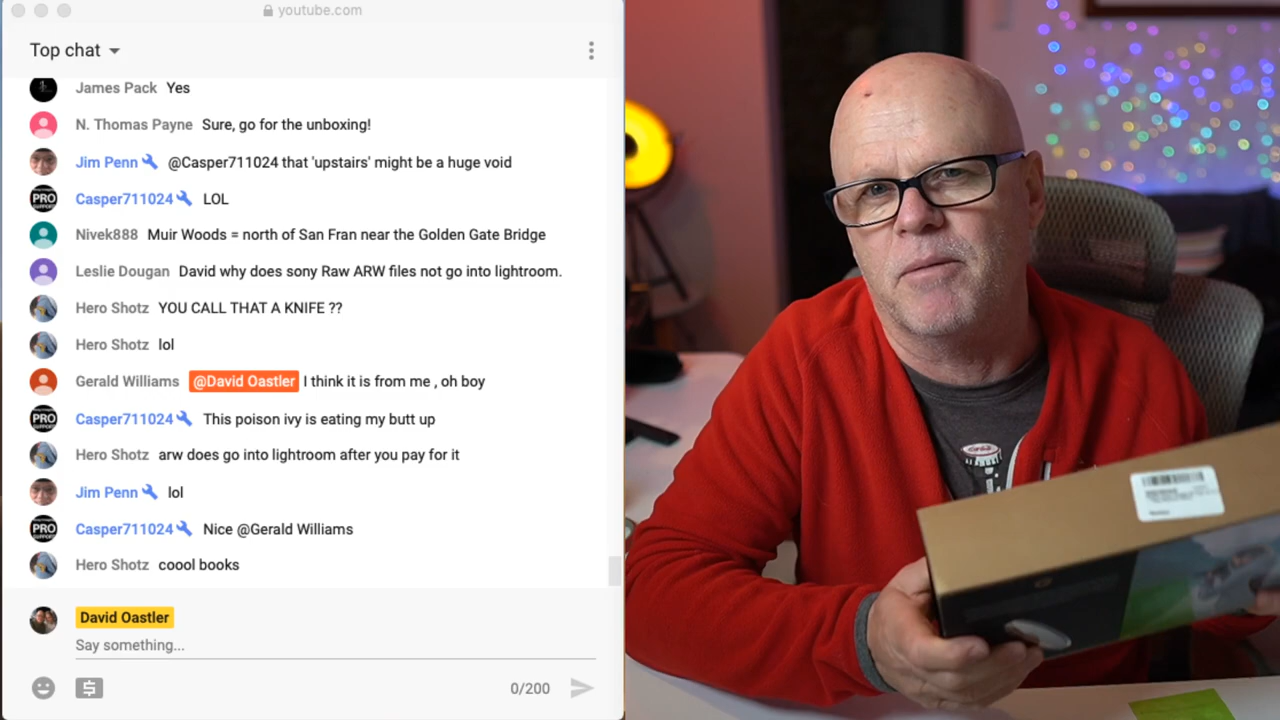 youtube.com
Top chat
James Pack Yes
N. Thomas Payne Sure, go for the unboxing!
Jim Penn @Casper711024 that 'upstairs' might be a huge void
PRO Casper711024 LOL
Nivek888 Muir Woods = north of San Fran near the Golden Gate Bridge
Leslie Dougan David why does sony Raw ARW files not go into lightroom.
Hero Shotz YOU CALL THAT A KNIFE ??
Hero Shotz lol
Gerald Williams @David Oastler I think it is from me , oh boy
PRO Casper711024 This poison ivy is eating my butt up
Hero Shotz arw does go into lightroom after you pay for it
Jim Penn lol
PRO Casper711024 Nice @Gerald Williams
Hero Shotz coool books
David Oastler
Say something...
0/200